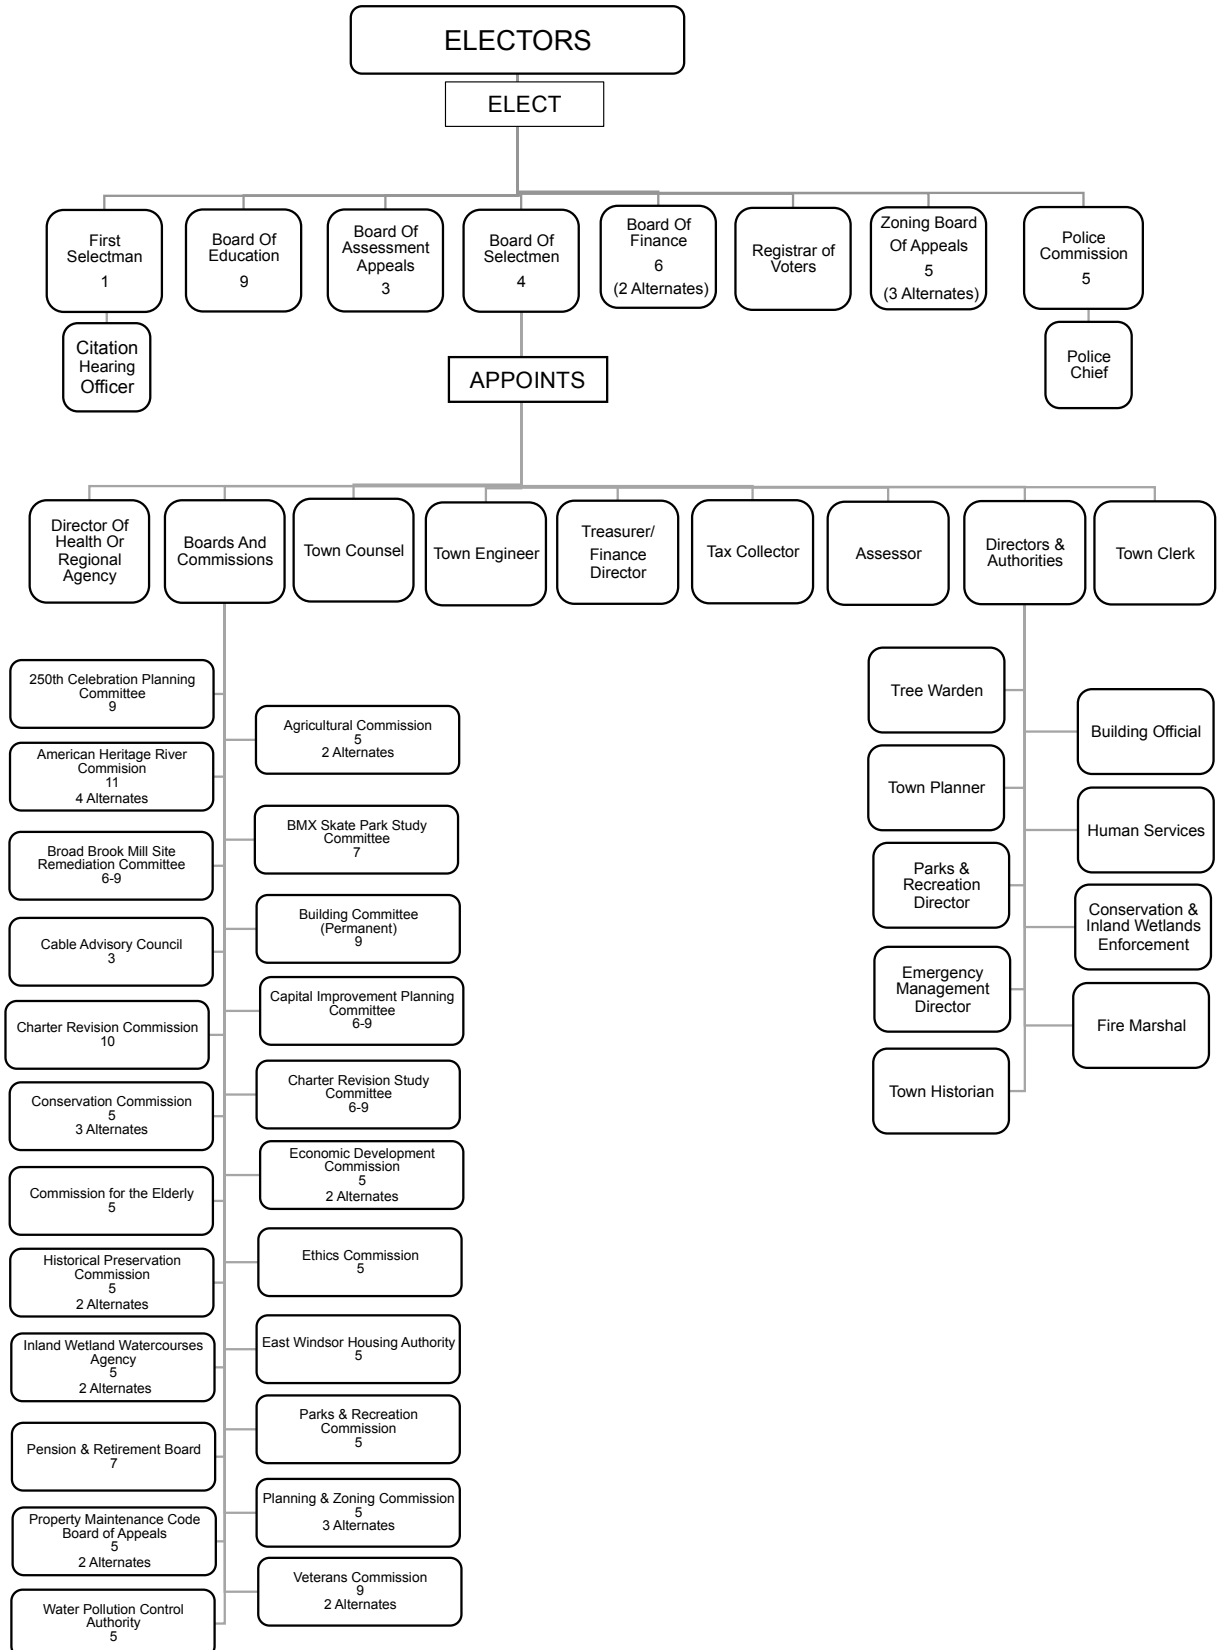 ELECTORS
ELECT
First
Selectman
1
Board Of
Education
9
Board Of
Assessment
Appeals
3
Board Of
Selectmen
4
Board Of
Finance
6
(2 Alternates)
Registrar of
Voters
Zoning Board
Of Appeals
5
(3 Alternates)
Police
Commission
5
Citation
Hearing
Officer
Police
Chief
APPOINTS
Director Of
Health Or
Regional
Agency
Boards And
Commissions
Town Counsel
Town Engineer
Treasurer/
Finance
Director
Tax Collector
Assessor
Directors &
Authorities
Town Clerk
250th Celebration Planning
Committee
9
American Heritage River
Commision
11
4 Alternates
Broad Brook Mill Site
Remediation Committee
6-9
Cable Advisory Council
3
Charter Revision Commission
10
Conservation Commission
5
3 Alternates
Commission for the Elderly
5
Historical Preservation
Commission
5
2 Alternates
Inland Wetland Watercourses
Agency
5
2 Alternates
Pension & Retirement Board
7
Property Maintenance Code
Board of Appeals
5
2 Alternates
Water Pollution Control
Authority
5
Agricultural Commission
5
2 Alternates
BMX Skate Park Study
Committee
7
Building Committee
(Permanent)
9
Capital Improvement Planning
Committee
6-9
Charter Revision Study
Committee
6-9
Economic Development
Commission
5
2 Alternates
Ethics Commission
5
East Windsor Housing Authority
5
Parks & Recreation
Commission
5
Planning & Zoning Commission
5
3 Alternates
Veterans Commission
9
2 Alternates
Tree Warden
Town Planner
Parks &
Recreation
Director
Emergency
Management
Director
Town Historian
Building Official
Human Services
Conservation &
Inland Wetlands
Enforcement
Fire Marshal